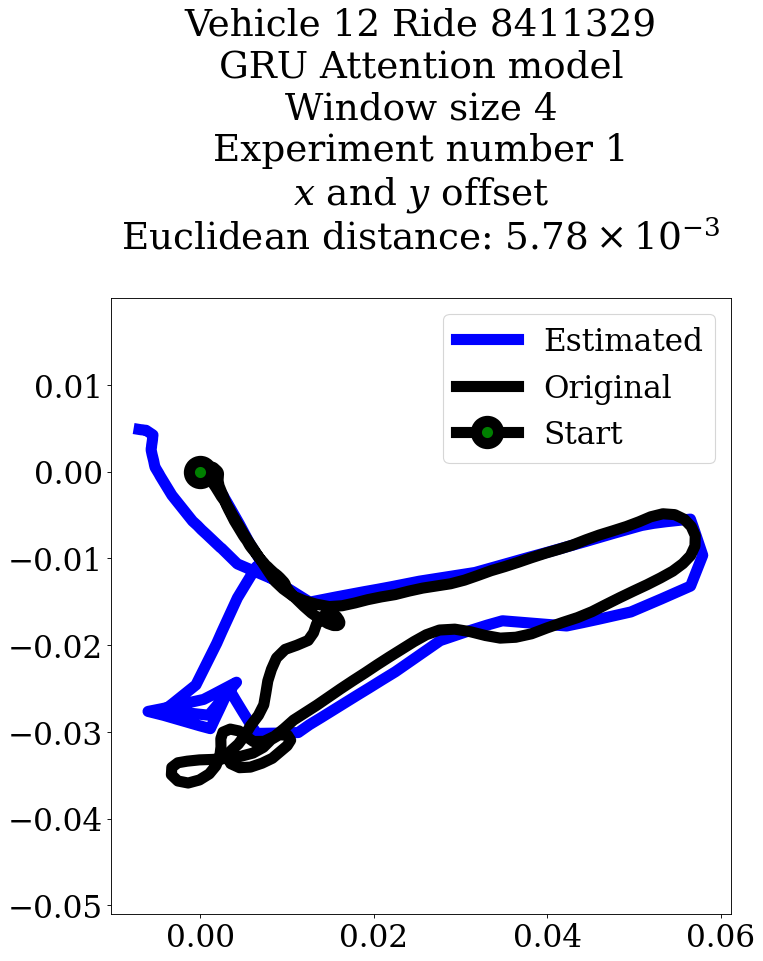 Vehicle 12 Ride 8411329
GRU Attention model
Window size 4
Experiment number 1
x and y offset
Euclidean distance: 5.78 × 10⁻³
Estimated
Original
Start
0.01
0.00
−0.01
−0.02
−0.03
−0.04
−0.05
0.00 0.02 0.04 0.06